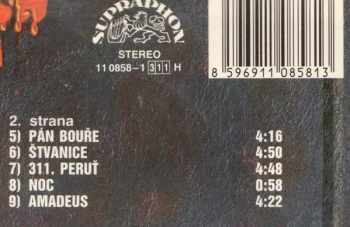 SUPRAPHON
STEREO
11 0858-1 311 H
8 596911 085813
2. strana
5) PÁN BOUŘE 4:16
6) ŠTVANICE 4:50
7) 311. PERUŤ 4:48
8) NOC 0:58
9) AMADEUS 4:22